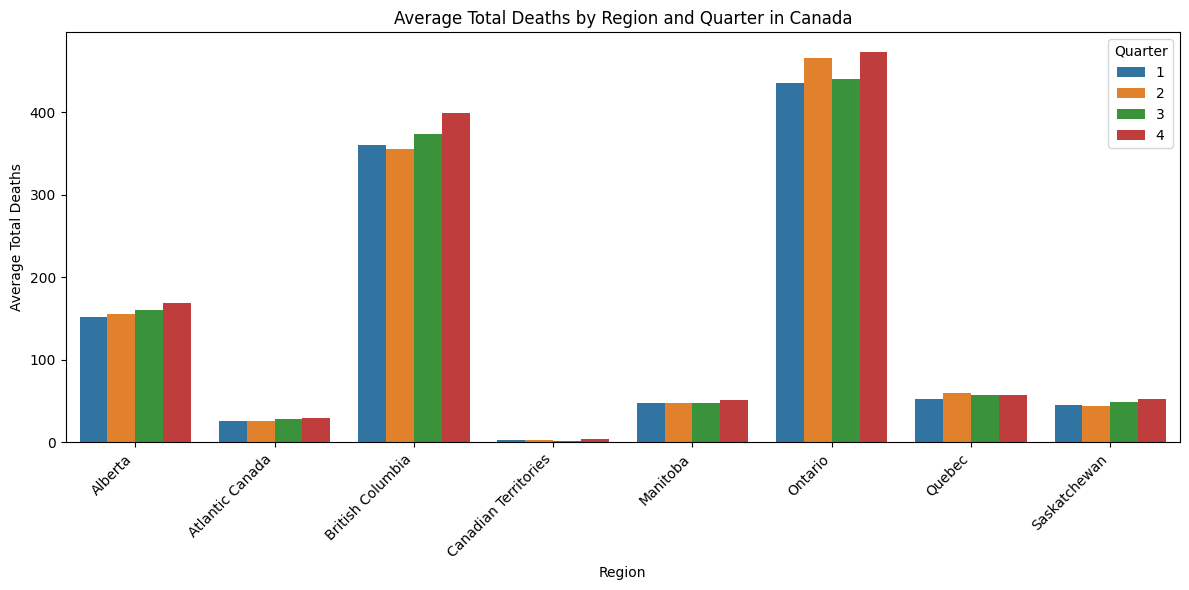 Average Total Deaths by Region and Quarter in Canada
Quarter
1
2
3
4
Average Total Deaths
400
300
200
100
0
Alberta
Atlantic Canada
British Columbia
Canadian Territories
Manitoba
Ontario
Quebec
Saskatchewan
Region